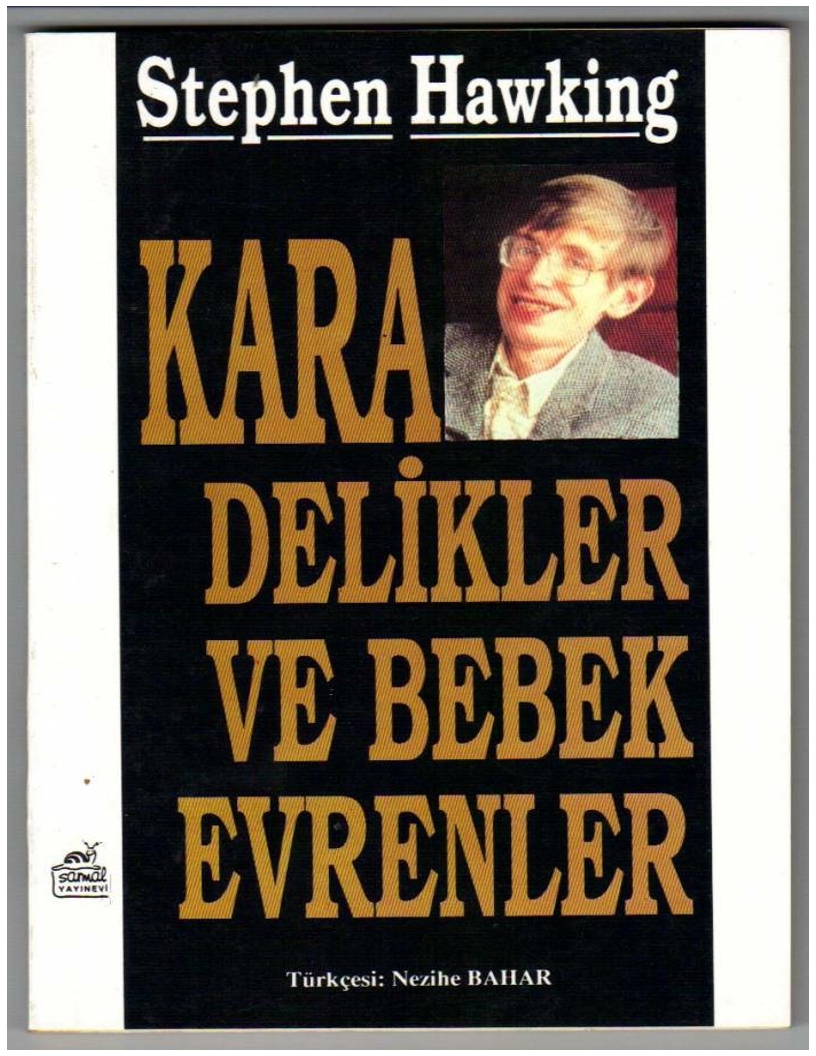 Stephen Hawking
KARA
DELİKLER
VE BEBEK
EVRENLER
sarmal
YAYINEVİ
Türkçesi: Nezihe BAHAR